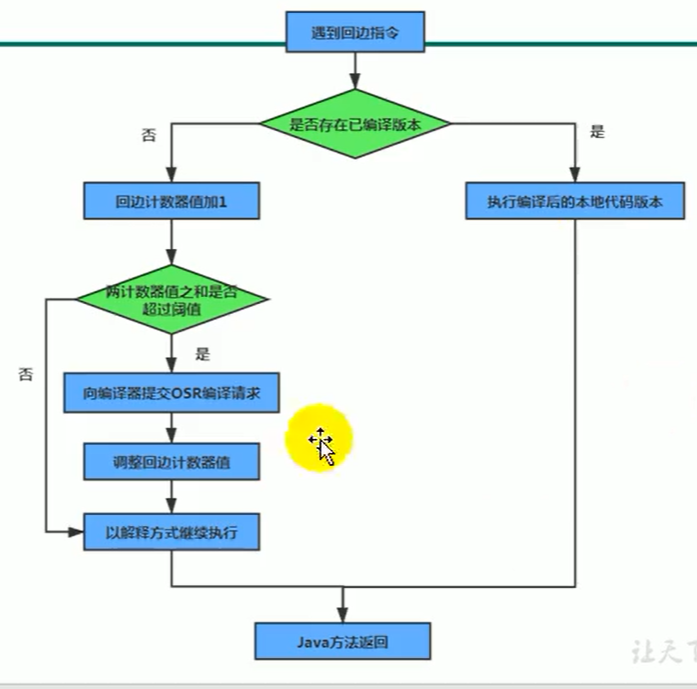 遇到回边指令
是否存在已编译版本
否
是
回边计数器值加1
执行编译后的本地代码版本
两计数器值之和是否
超过阈值
是
否
向编译器提交OSR编译请求
调整回边计数器值
以解释方式继续执行
Java方法返回
让天